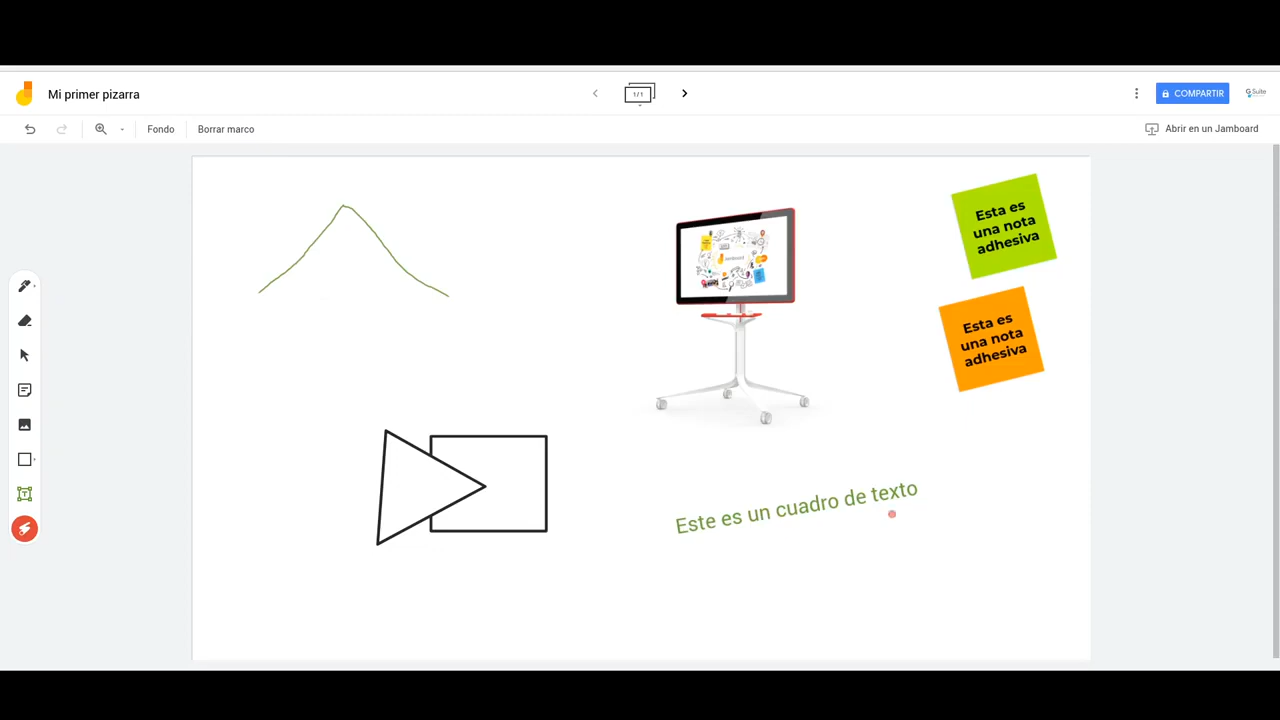 Mi primer pizarra
1/1
COMPARTIR
G Suite
Fondo
Borrar marco
Abrir en un Jamboard
Esta es
una nota
adhesiva
Esta es
una nota
adhesiva
Este es un cuadro de texto